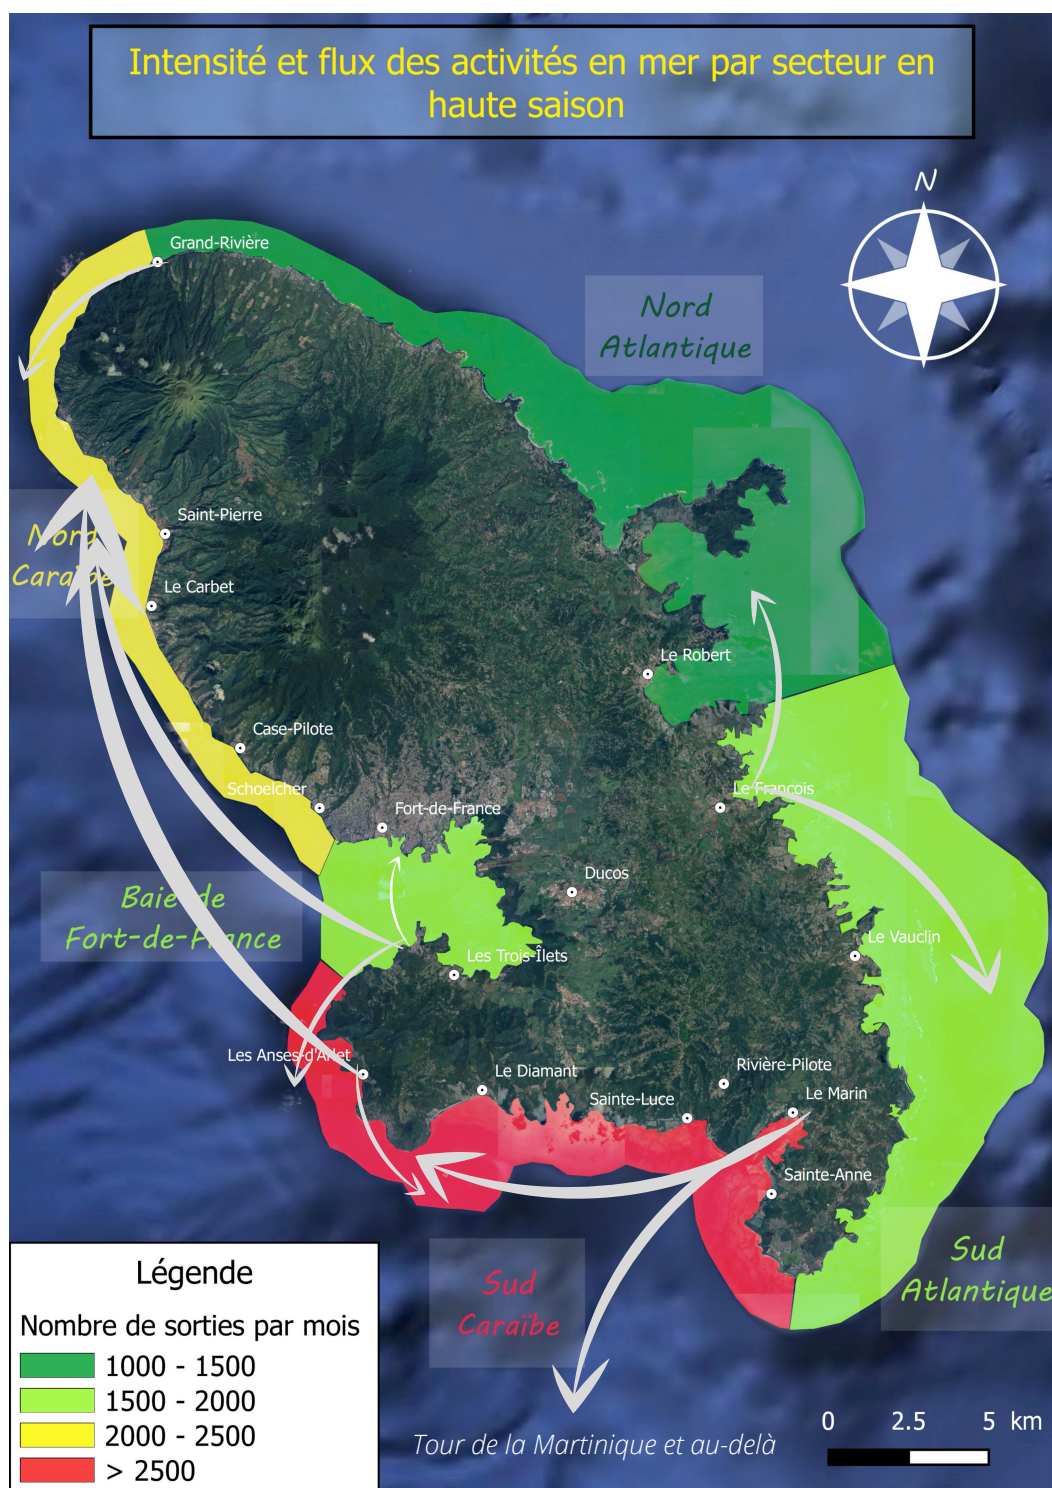 Intensité et flux des activités en mer par secteur en
haute saison
N
Grand-Rivière
Nord
Atlantique
Saint-Pierre
Nord
Caraïbe
Le Carbet
Le Robert
Case-Pilote
Schoelcher
Fort-de-France
Le François
Ducos
Baie de
Fort-de-France
Le Vauclin
Les Trois-Îlets
Les Anses-d'Arlet
Le Diamant
Rivière-Pilote
Sainte-Luce
Le Marin
Sainte-Anne
Sud
Atlantique
Sud
Caraïbe
Légende
Nombre de sorties par mois
1000 - 1500
1500 - 2000
2000 - 2500
> 2500
Tour de la Martinique et au-delà
0 2.5 5 km